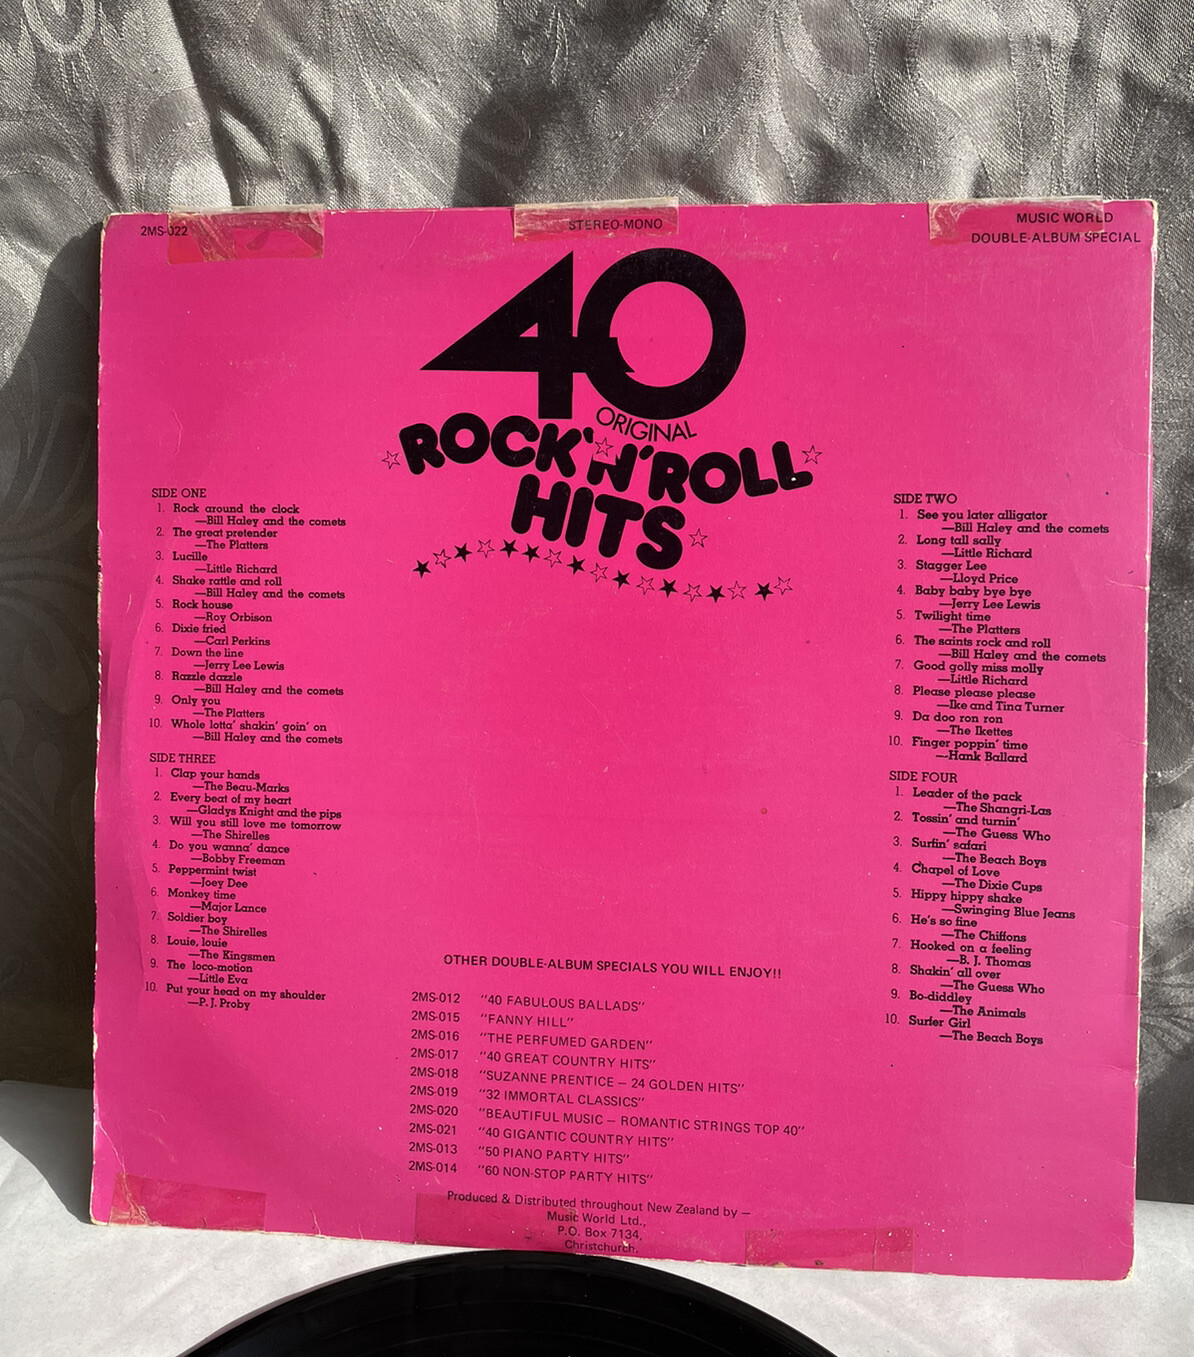 2MS-022
STEREO-MONO
MUSIC WORLD
DOUBLE-ALBUM SPECIAL
40
ORIGINAL
ROCK 'N' ROLL
HITS
SIDE ONE
1. Rock around the clock
—Bill Haley and the comets
2. The great pretender
—The Platters
3. Lucille
—Little Richard
4. Shake rattle and roll
—Bill Haley and the comets
5. Rock house
—Roy Orbison
6. Dixie fried
—Carl Perkins
7. Down the line
—Jerry Lee Lewis
8. Razzle dazzle
—Bill Haley and the comets
9. Only you
—The Platters
10. Whole lotta' shakin' goin' on
—Bill Haley and the comets
SIDE TWO
1. See you later alligator
—Bill Haley and the comets
2. Long tall sally
—Little Richard
3. Stagger Lee
—Lloyd Price
4. Baby baby bye bye
—Jerry Lee Lewis
5. Twilight time
—The Platters
6. The saints rock and roll
—Bill Haley and the comets
7. Good golly miss molly
—Little Richard
8. Please please please
—Ike and Tina Turner
9. Da doo ron ron
—The Ikettes
10. Finger poppin' time
—Hank Ballard
SIDE THREE
1. Clap your hands
—The Beau-Marks
2. Every beat of my heart
—Gladys Knight and the pips
3. Will you still love me tomorrow
—The Shirelles
4. Do you wanna' dance
—Bobby Freeman
5. Peppermint twist
—Joey Dee
6. Monkey time
—Major Lance
7. Soldier boy
—The Shirelles
8. Louie, louie
—The Kingsmen
9. The loco-motion
—Little Eva
10. Put your head on my shoulder
—P. J. Proby
SIDE FOUR
1. Leader of the pack
—The Shangri-Las
2. Tossin' and turnin'
—The Guess Who
3. Surfin' safari
—The Beach Boys
4. Chapel of Love
—The Dixie Cups
5. Hippy hippy shake
—Swinging Blue Jeans
6. He's so fine
—The Chiffons
7. Hooked on a feeling
—B. J. Thomas
8. Shakin' all over
—The Guess Who
9. Bo-diddley
—The Animals
10. Surfer Girl
—The Beach Boys
OTHER DOUBLE-ALBUM SPECIALS YOU WILL ENJOY!!
2MS-012 "40 FABULOUS BALLADS"
2MS-015 "FANNY HILL"
2MS-016 "THE PERFUMED GARDEN"
2MS-017 "40 GREAT COUNTRY HITS"
2MS-018 "SUZANNE PRENTICE — 24 GOLDEN HITS"
2MS-019 "32 IMMORTAL CLASSICS"
2MS-020 "BEAUTIFUL MUSIC — ROMANTIC STRINGS TOP 40"
2MS-021 "40 GIGANTIC COUNTRY HITS"
2MS-013 "50 PIANO PARTY HITS"
2MS-014 "60 NON-STOP PARTY HITS"
Produced & Distributed throughout New Zealand by —
Music World Ltd.,
P.O. Box 7134,
Christchurch.